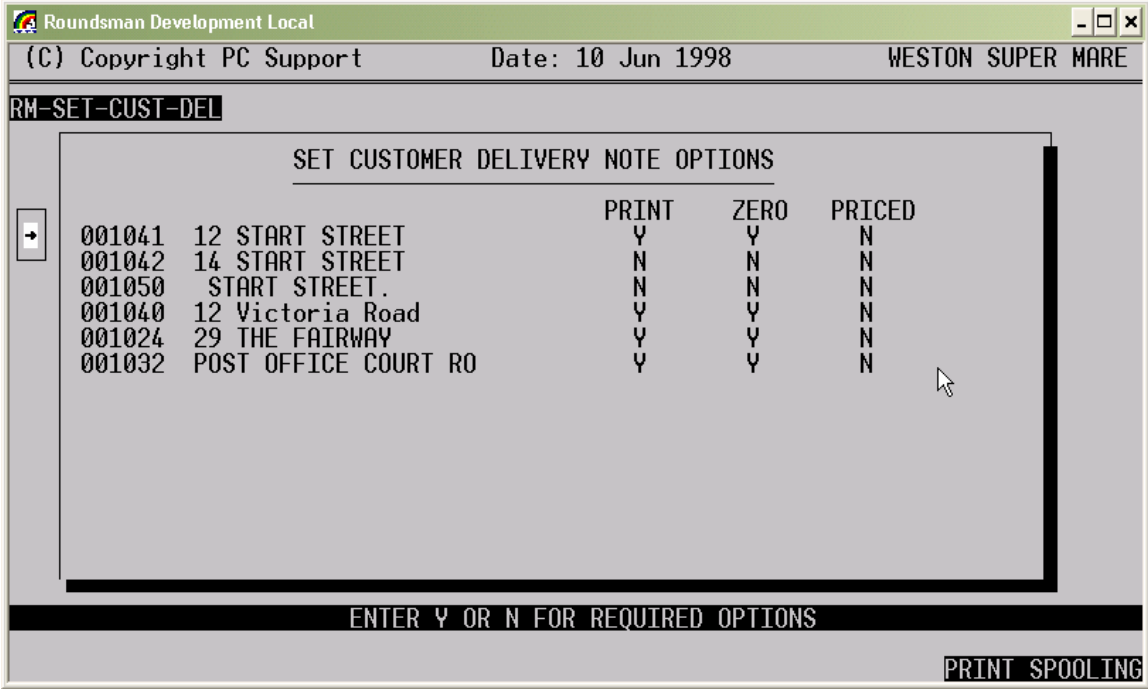 Roundsman Development Local
(C) Copyright PC Support Date: 10 Jun 1998 WESTON SUPER MARE
RM-SET-CUST-DEL
SET CUSTOMER DELIVERY NOTE OPTIONS
PRINT ZERO PRICED
001041 12 START STREET Y Y N
001042 14 START STREET N N N
001050 START STREET. N N N
001040 12 Victoria Road Y Y N
001024 29 THE FAIRWAY Y Y N
001032 POST OFFICE COURT RO Y Y N
ENTER Y OR N FOR REQUIRED OPTIONS
PRINT SPOOLING